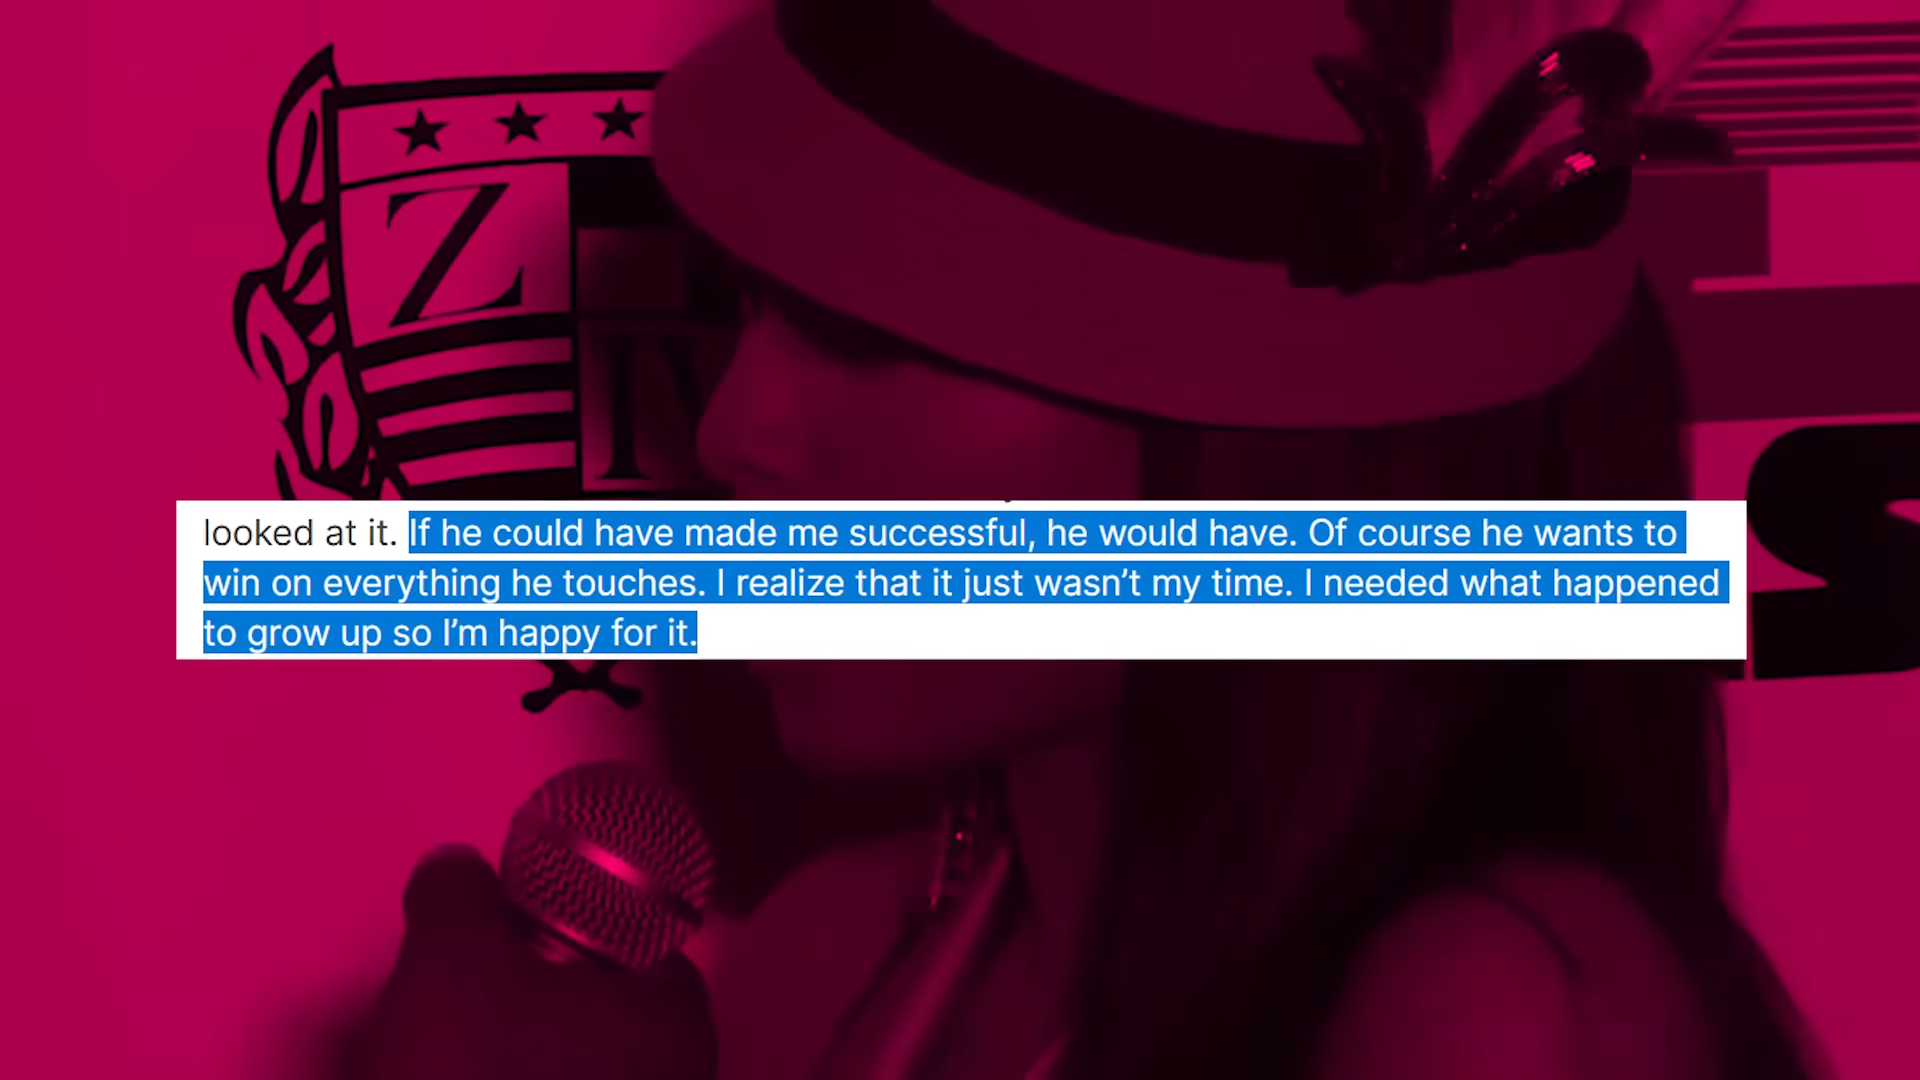 Z
N
S
looked at it. If he could have made me successful, he would have. Of course he wants to
win on everything he touches. I realize that it just wasn’t my time. I needed what happened
to grow up so I’m happy for it.